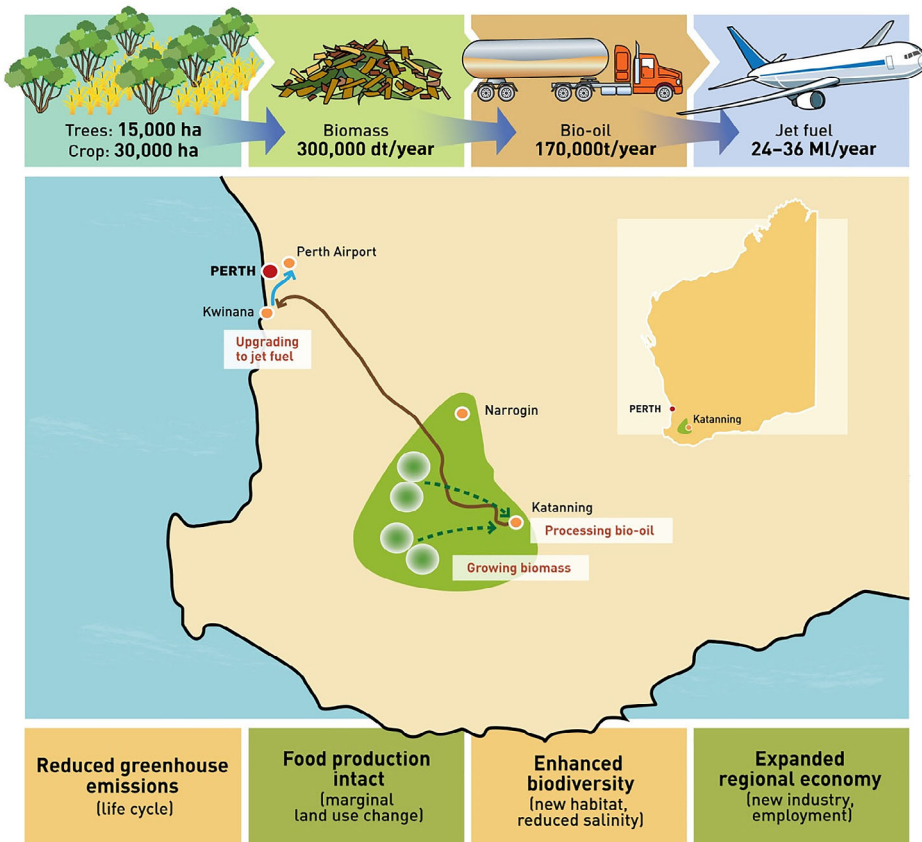 Trees: 15,000 ha
Crop: 30,000 ha
Biomass
300,000 dt/year
Bio-oil
170,000t/year
Jet fuel
24–36 Ml/year
Perth Airport
PERTH
Kwinana
Upgrading
to jet fuel
Narrogin
Katanning
Processing bio-oil
Growing biomass
PERTH
Katanning
Reduced greenhouse
emissions
(life cycle)
Food production
intact
(marginal
land use change)
Enhanced
biodiversity
(new habitat,
reduced salinity)
Expanded
regional economy
(new industry,
employment)